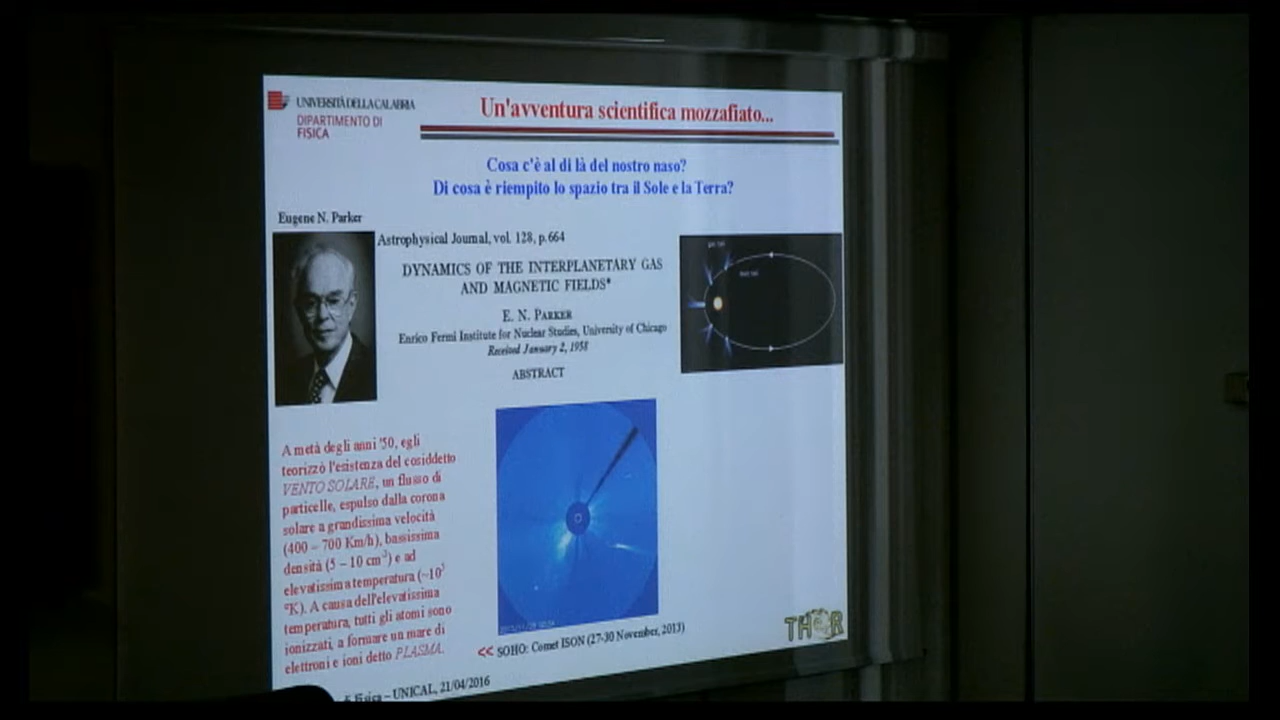 UNIVERSITÀ DELLA CALABRIA
DIPARTIMENTO DI
FISICA
Un'avventura scientifica mozzafiato...
Cosa c'è al di là del nostro naso?
Di cosa è riempito lo spazio tra il Sole e la Terra?
Eugene N. Parker
Astrophysical Journal, vol. 128, p.664
DYNAMICS OF THE INTERPLANETARY GAS
AND MAGNETIC FIELDS*
E. N. PARKER
Enrico Fermi Institute for Nuclear Studies, University of Chicago
Received January 2, 1958
ABSTRACT
A metà degli anni '50, egli
teorizzò l'esistenza del cosiddetto
VENTO SOLARE, un flusso di
particelle, espulso dalla corona
solare a grandissima velocità
(400 – 700 Km/h), bassissima
densità (5 – 10 cm⁻³) e ad
elevatissima temperatura (~10⁵
°K). A causa dell'elevatissima
temperatura, tutti gli atomi sono
ionizzati, a formare un mare di
elettroni e ioni detto PLASMA.
<< SOHO: Comet ISON (27-30 November, 2013)
THOR
Fisica – UNICAL, 21/04/2016